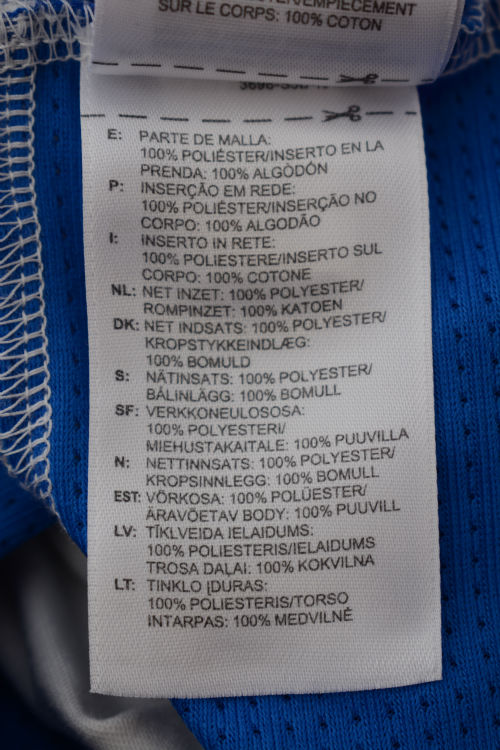 SUR LE CORPS: 100% COTON
E: PARTE DE MALLA:
100% POLIÉSTER/INSERTO EN LA
PRENDA: 100% ALGÓDÓN
P: INSERÇÃO EM REDE:
100% POLIÉSTER/INSERÇÃO NO
CORPO: 100% ALGODÃO
I: INSERTO IN RETE:
100% POLIESTERE/INSERTO SUL
CORPO: 100% COTONE
NL: NET INZET: 100% POLYESTER/
ROMPINZET: 100% KATOEN
DK: NET INDSATS: 100% POLYESTER/
KROPSTYKKEINDLÆG:
100% BOMULD
S: NÄTINSATS: 100% POLYESTER/
BÅLINLÄGG: 100% BOMULL
SF: VERKKONEULOSOSA:
100% POLYESTERI/
MIEHUSTAKAITALE: 100% PUUVILLA
N: NETTINNSATS: 100% POLYESTER/
KROPSINNLEGG: 100% BOMULL
EST: VÕRKOSA: 100% POLÜESTER/
ÄRAVÕETAV BODY: 100% PUUVILL
LV: TĪKLVEIDA IELAIDUMS:
100% POLIESTERIS/IELAIDUMS
TROSA DAĻAI: 100% KOKVILNA
LT: TINKLO ĮDURAS:
100% POLIESTERIS/TORSO
INTARPAS: 100% MEDVILNĖ